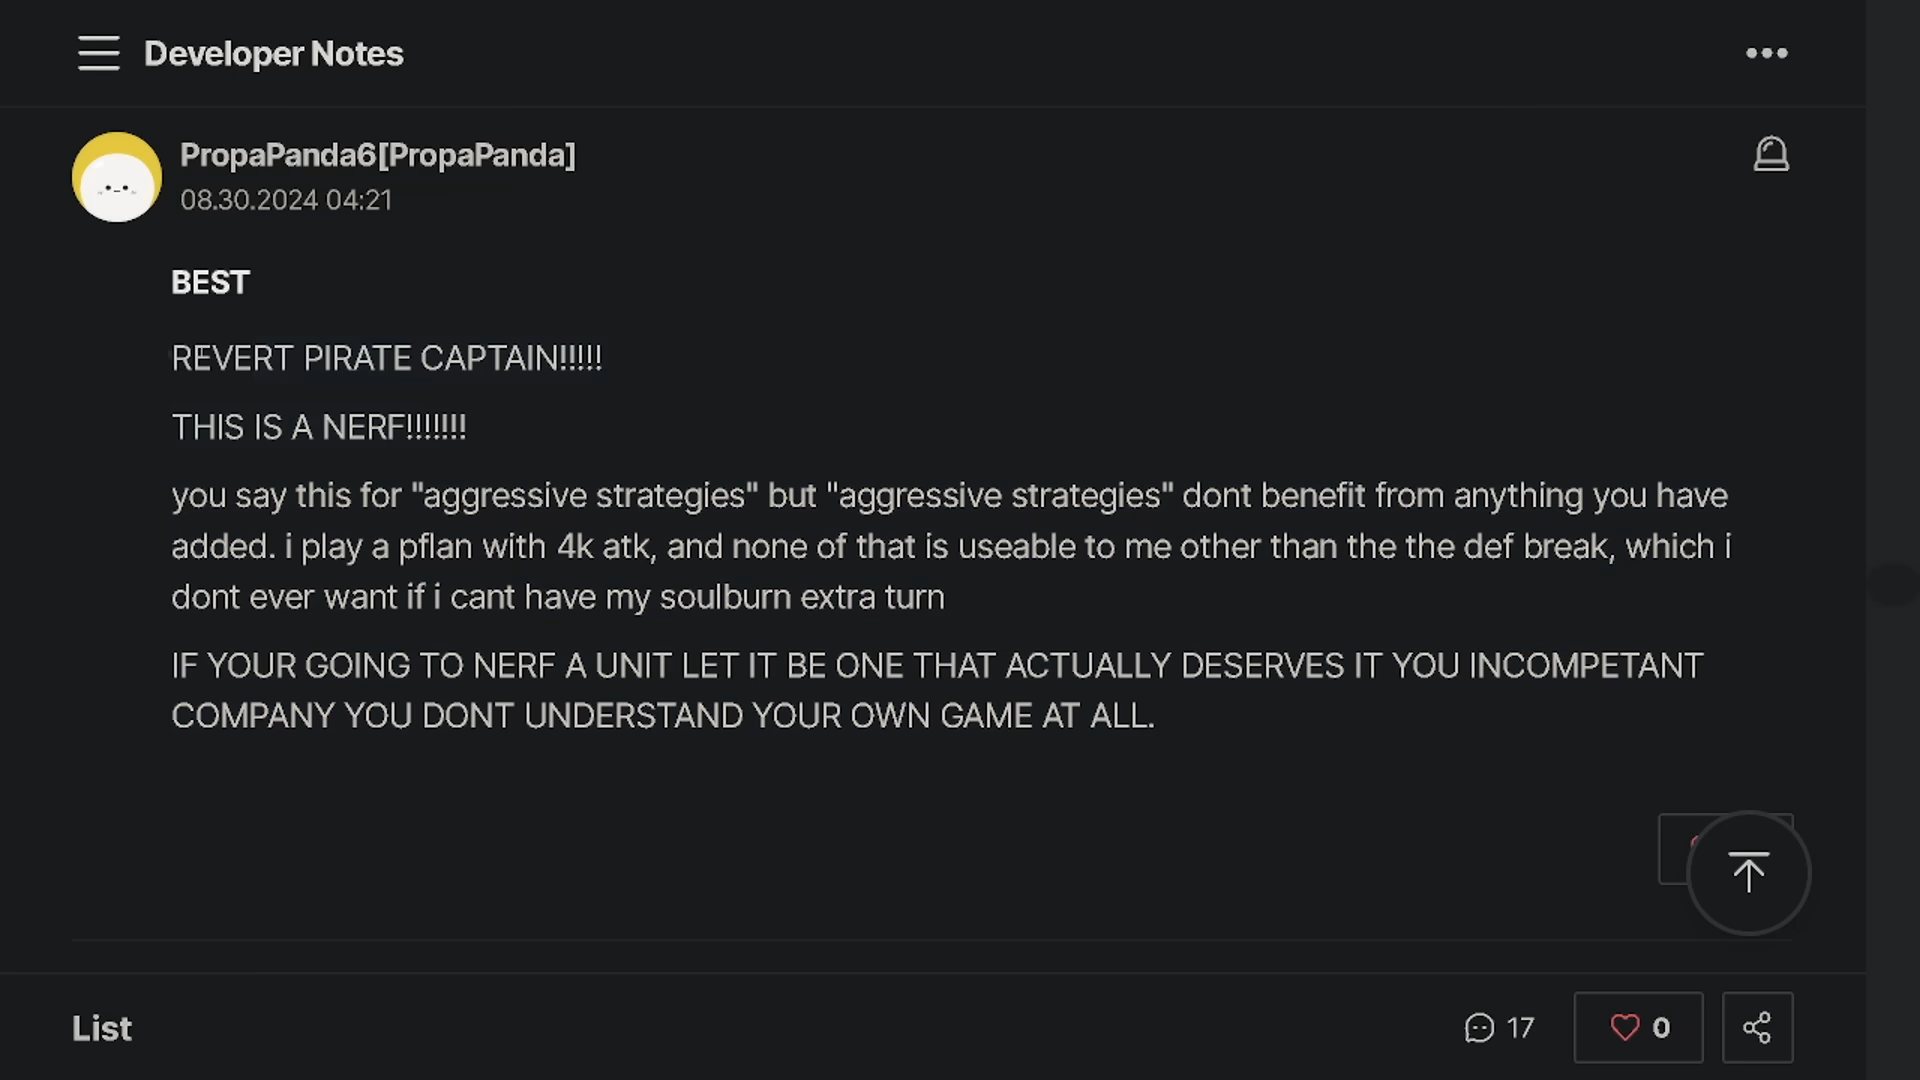 Developer Notes
PropaPanda6[PropaPanda]
08.30.2024 04:21
BEST
REVERT PIRATE CAPTAIN!!!!!
THIS IS A NERF!!!!!!!
you say this for "aggressive strategies" but "aggressive strategies" dont benefit from anything you have
added. i play a pflan with 4k atk, and none of that is useable to me other than the the def break, which i
dont ever want if i cant have my soulburn extra turn
IF YOUR GOING TO NERF A UNIT LET IT BE ONE THAT ACTUALLY DESERVES IT YOU INCOMPETANT
COMPANY YOU DONT UNDERSTAND YOUR OWN GAME AT ALL.
List
17
0